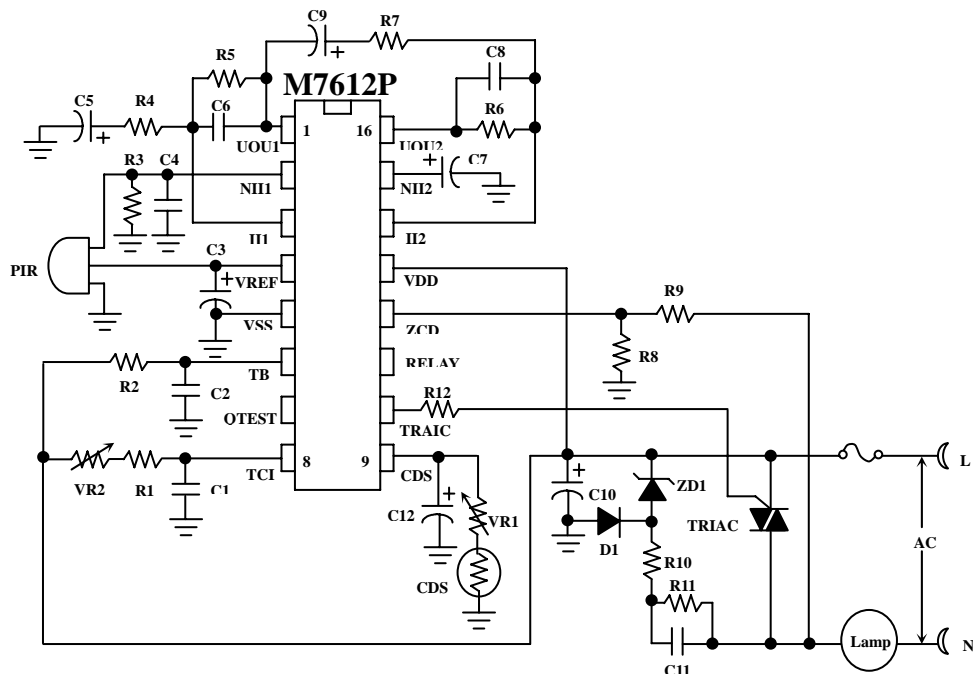 C9
R7
R5
C8
M7612P
C5
R4
C6
R6
1
16
UOU1
UOU2
R3
C4
C7
NII1
NII2
II1
II2
PIR
C3
VREF
VDD
R9
VSS
ZCD
R8
RELAY
R2
TB
C2
R12
OTEST
TRAIC
8
9
TCI
CDS
L
VR2
R1
C1
C10
ZD1
C12
VR1
TRIAC
D1
AC
R10
CDS
R11
Lamp
N
C11